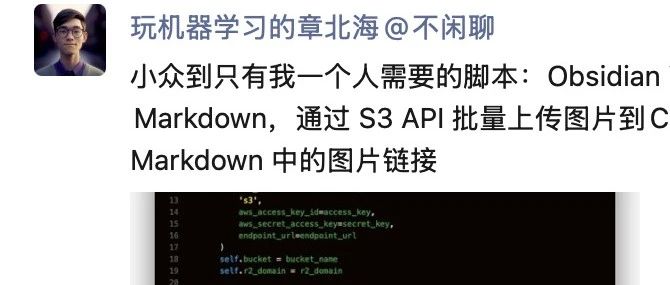 玩机器学习的章北海@不闲聊
小众到只有我一个人需要的脚本：Obsidian
Markdown，通过 S3 API 批量上传图片到C
Markdown 中的图片链接
13 's3',
14 aws_access_key_id=access_key,
15 aws_secret_access_key=secret_key,
16 endpoint_url=endpoint_url
17 )
18 self.bucket = bucket_name
19 self.r2_domain = r2_domain
20